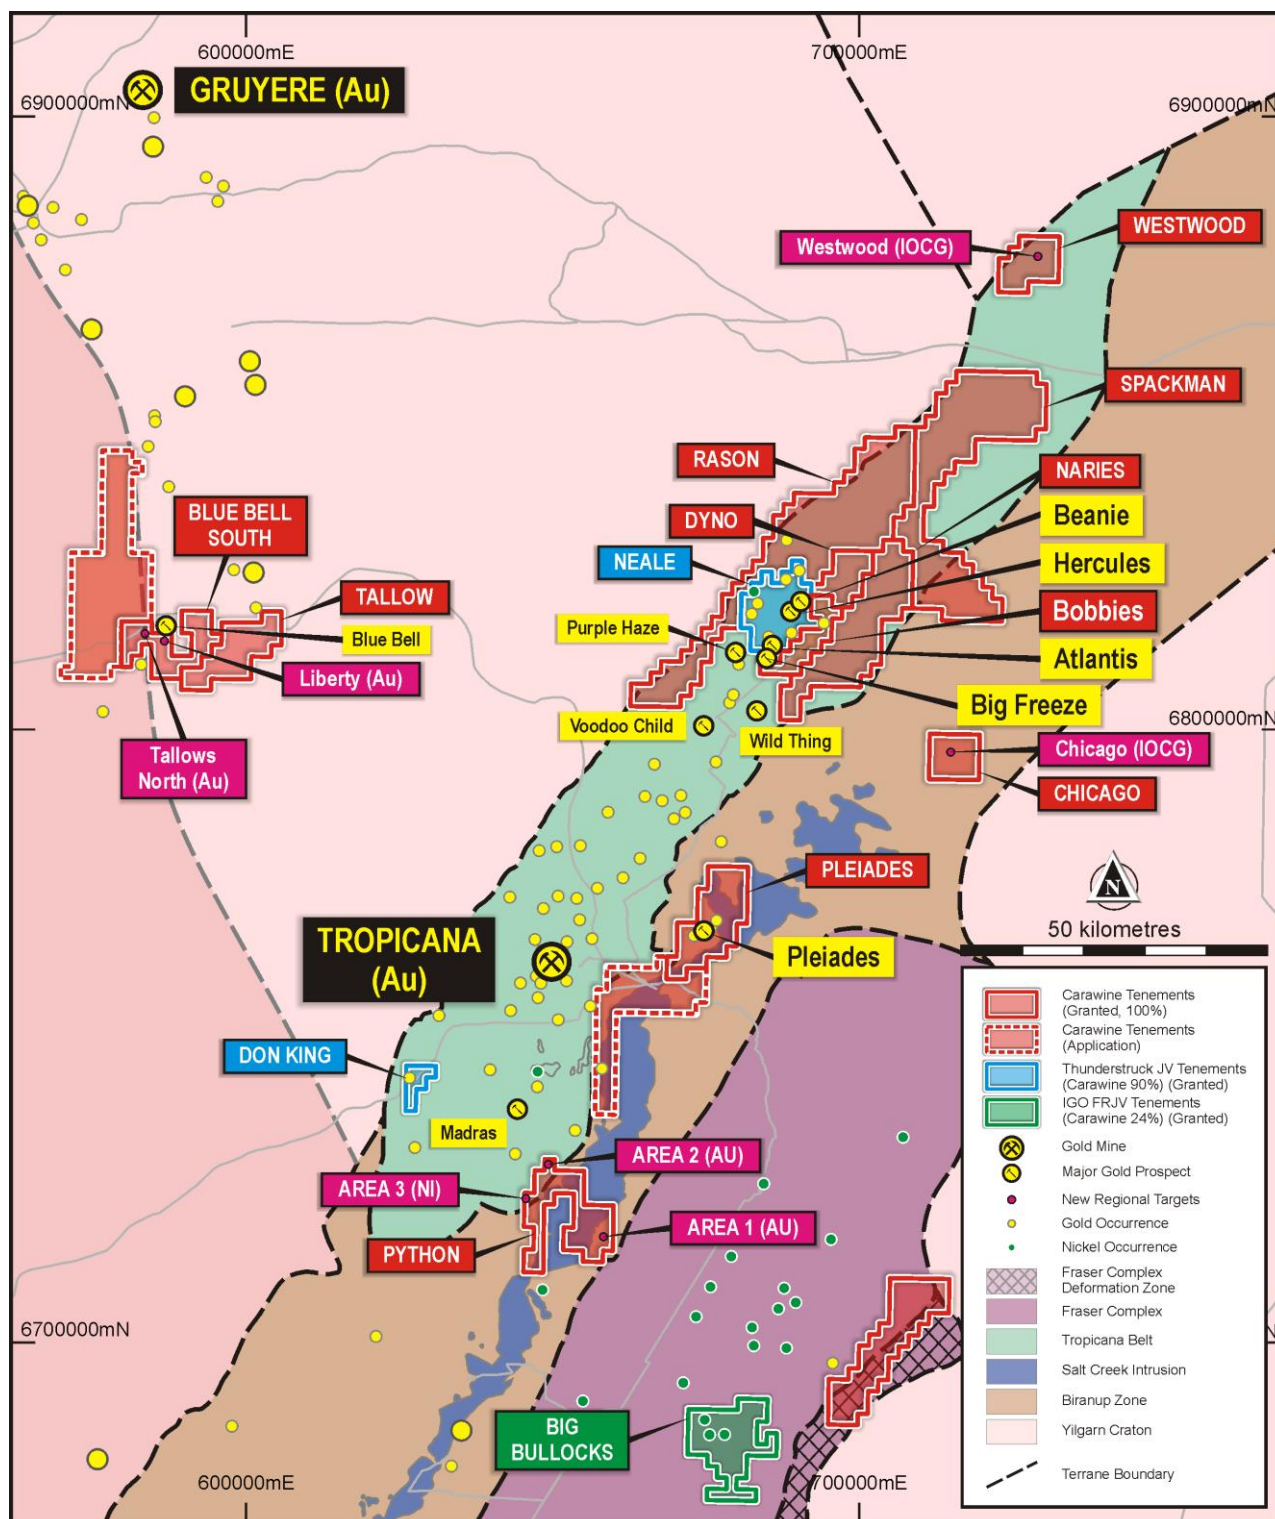 600000mE
700000mE
GRUYERE (Au)
6900000mN
6900000mN
WESTWOOD
Westwood (IOCG)
SPACKMAN
RASON
NARIES
BLUE BELL
SOUTH
DYNO
Beanie
NEALE
Hercules
TALLOW
Bobbies
Purple Haze
Blue Bell
Atlantis
Liberty (Au)
Big Freeze
Voodoo Child
Wild Thing
6800000mN
Tallows
North (Au)
Chicago (IOCG)
CHICAGO
PLEIADES
N
TROPICANA
(Au)
50 kilometres
Pleiades
Carawine Tenements
(Granted, 100%)
Carawine Tenements
(Application)
DON KING
Thunderstruck JV Tenements
(Carawine 90%) (Granted)
IGO FRJV Tenements
(Carawine 24%) (Granted)
Madras
Gold Mine
AREA 2 (AU)
Major Gold Prospect
AREA 3 (NI)
New Regional Targets
AREA 1 (AU)
Gold Occurrence
PYTHON
Nickel Occurrence
Fraser Complex
Deformation Zone
Fraser Complex
6700000mN
N
Tropicana Belt
Salt Creek Intrusion
Biranup Zone
BIG
BULLOCKS
Yilgarn Craton
Terrane Boundary
600000mE
700000mE